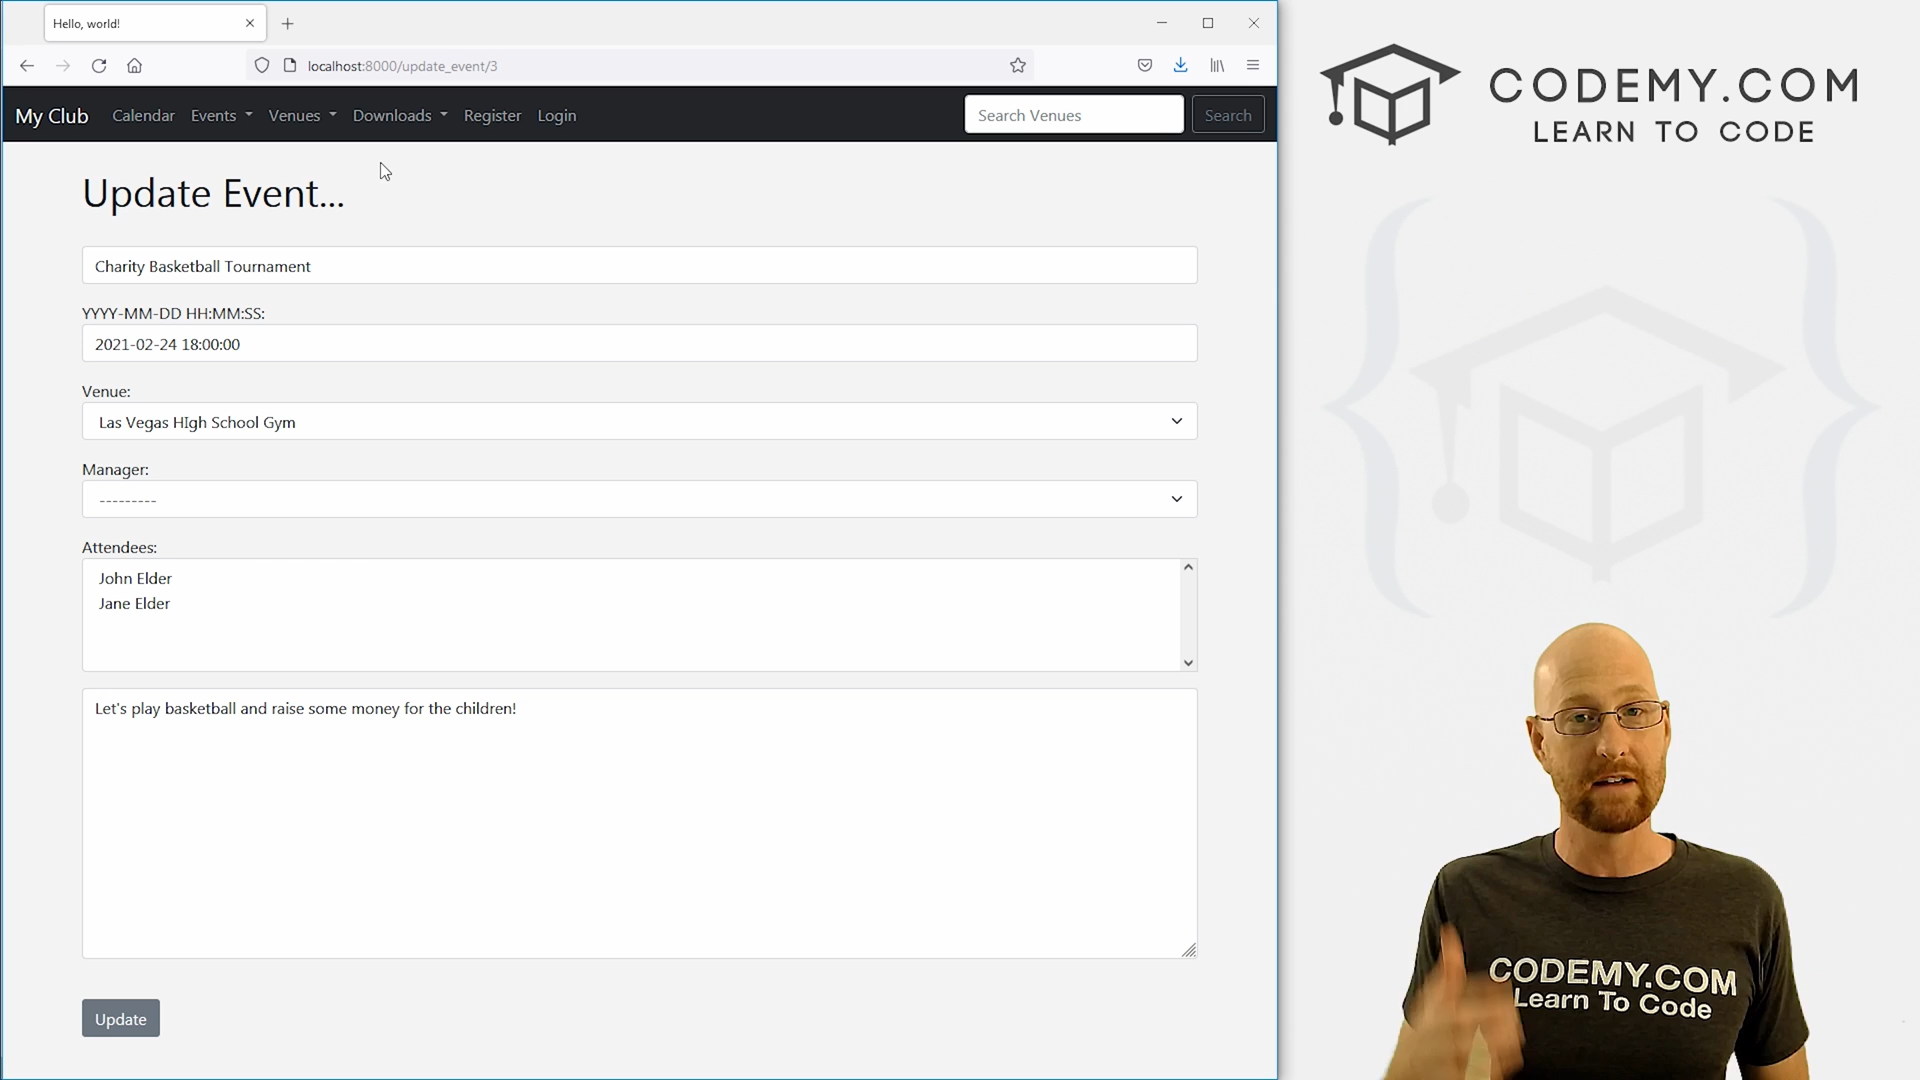 Hello, world!
localhost:8000/update_event/3
My Club Calendar Events Venues Downloads Register Login Search Venues Search
Update Event...
Charity Basketball Tournament
YYYY-MM-DD HH:MM:SS:
2021-02-24 18:00:00
Venue:
Las Vegas HIgh School Gym
Manager:
---------
Attendees:
John Elder
Jane Elder
Let's play basketball and raise some money for the children!
Update
CODEMY.COM
LEARN TO CODE
CODEMY.COM
Learn To Code